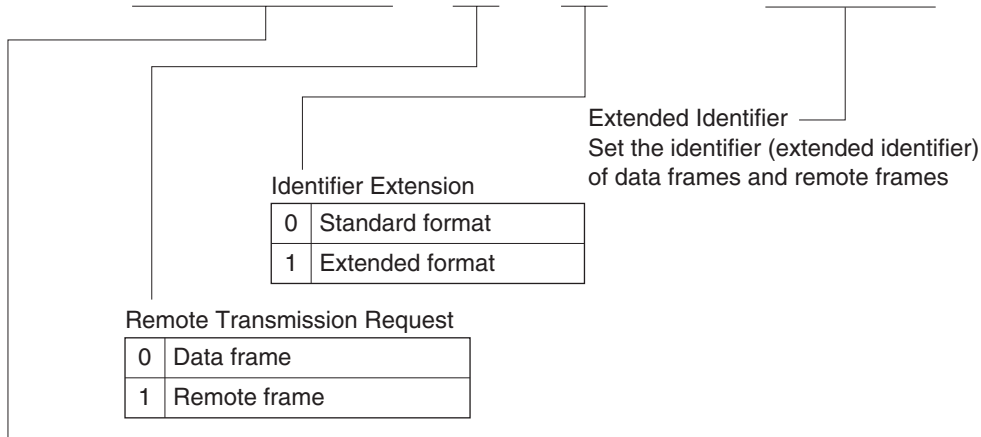 Extended Identifier
Set the identifier (extended identifier)
of data frames and remote frames
Identifier Extension
0 Standard format
1 Extended format
Remote Transmission Request
0 Data frame
1 Remote frame